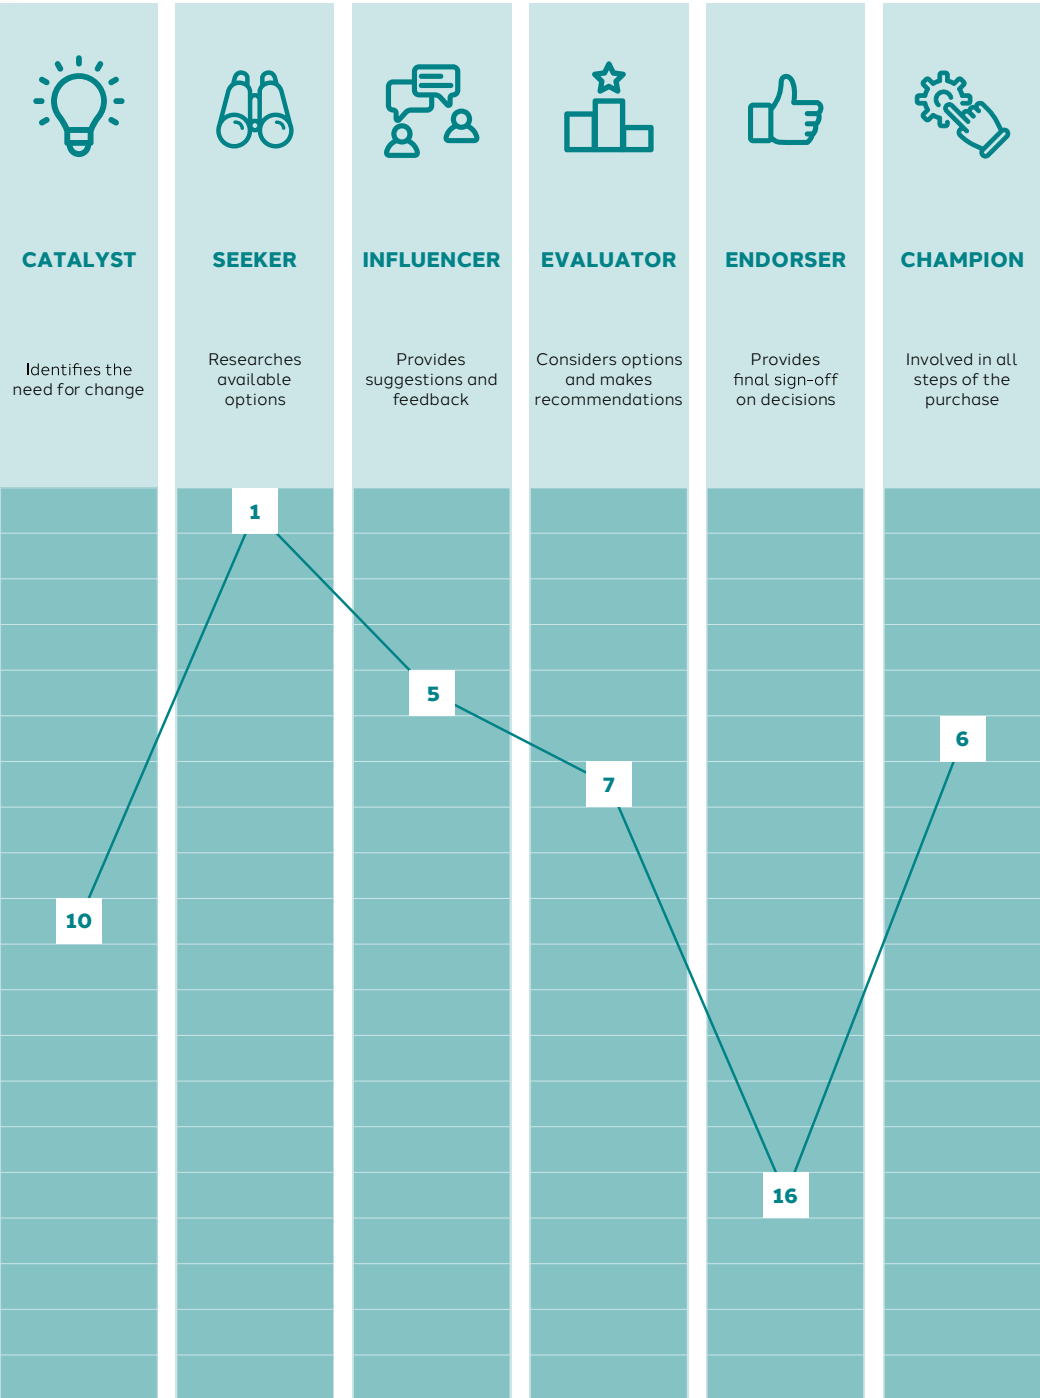 CATALYST
SEEKER
INFLUENCER
EVALUATOR
ENDORSER
CHAMPION
Identifies the
need for change
Researches
available
options
Provides
suggestions and
feedback
Considers options
and makes
recommendations
Provides
final sign-off
on decisions
Involved in all
steps of the
purchase
10
1
5
7
16
6